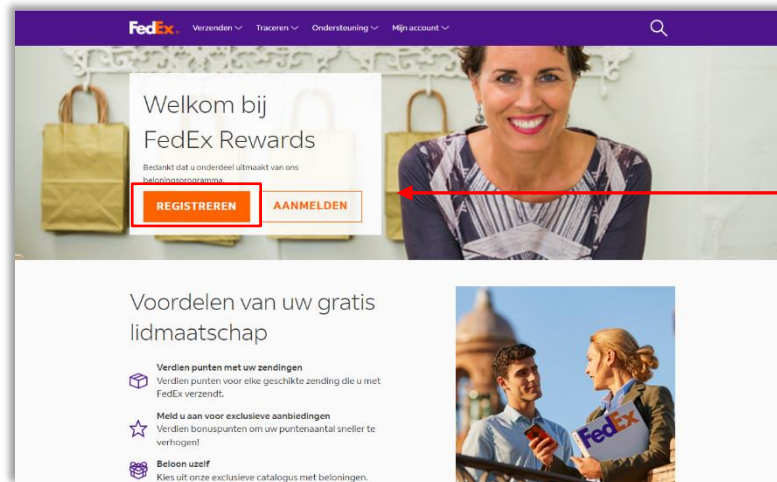 FedEx® Verzenden Traceren Ondersteuning Mijn account
Welkom bij
FedEx Rewards
Bedankt dat u onderdeel uitmaakt van ons
beloningsprogramma.
REGISTREREN AANMELDEN
Voordelen van uw gratis
lidmaatschap
Verdien punten met uw zendingen
Verdien punten voor elke geschikte zending die u met
FedEx verzendt.
Meld u aan voor exclusieve aanbiedingen
Verdien bonuspunten om uw puntenaantal sneller te
verhogen!
Beloon uzelf
Kies uit onze exclusieve catalogus met beloningen.
FedEx